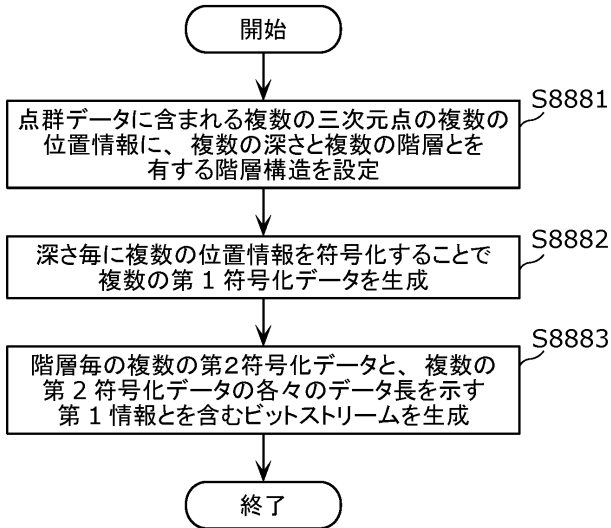 開始
S8881
点群データに含まれる複数の三次元点の複数の
位置情報に、複数の深さと複数の階層とを
有する階層構造を設定
S8882
深さ毎に複数の位置情報を符号化することで
複数の第1符号化データを生成
S8883
階層毎の複数の第2符号化データと、複数の
第2符号化データの各々のデータ長を示す
第1情報とを含むビットストリームを生成
終了